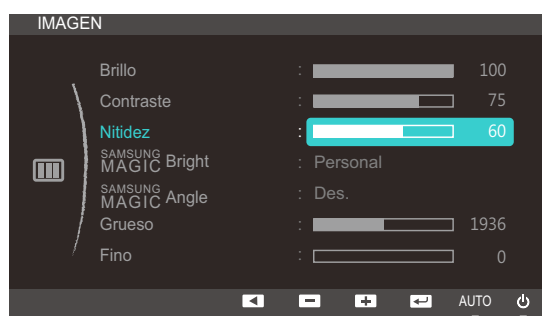 IMAGEN
Brillo : 100
Contraste : 75
Nitidez : 60
SAMSUNG MAGIC Bright : Personal
SAMSUNG MAGIC Angle : Des.
Grueso : 1936
Fino : 0
AUTO